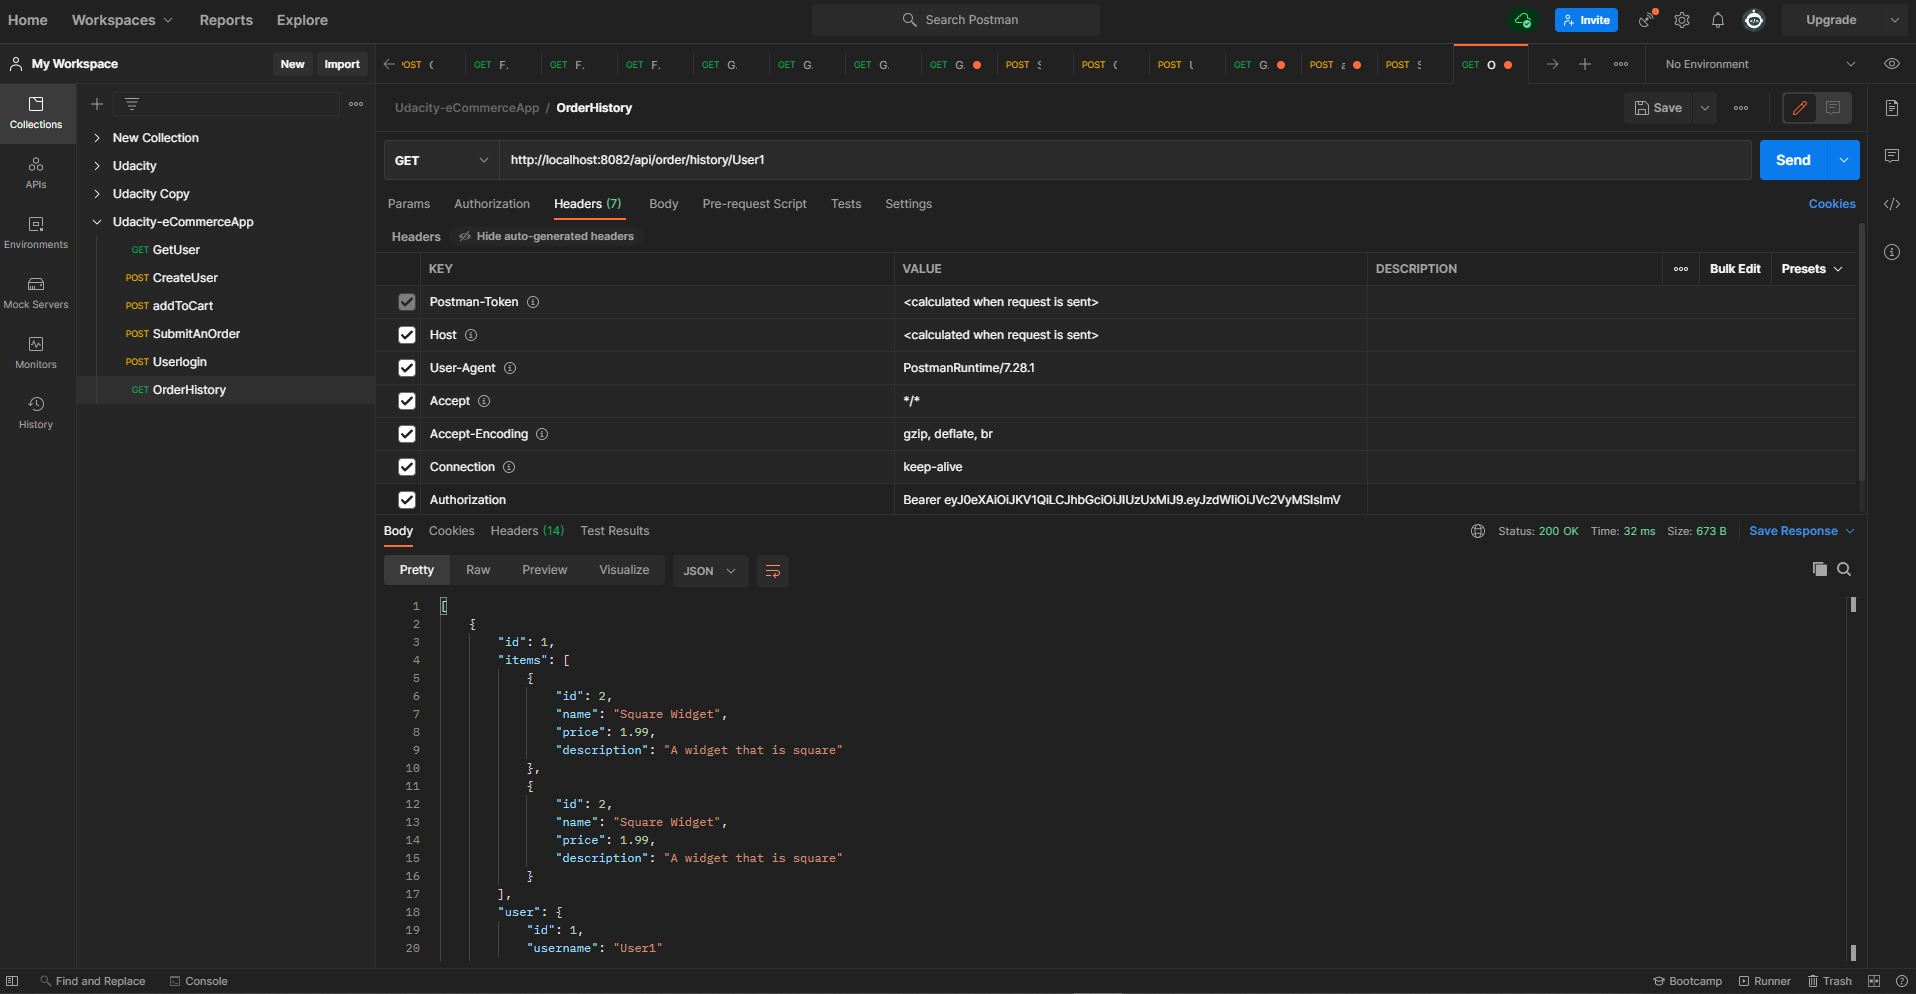 Home Workspaces Reports Explore Search Postman Invite Upgrade
My Workspace New Import
POST GET F. GET F. GET F. GET G. GET G. GET G. GET G. POST POST POST GET G. POST POST GET O No Environment
Collections
APIs
Environments
Mock Servers
Monitors
History
New Collection
Udacity
Udacity Copy
Udacity-eCommerceApp
GET GetUser
POST CreateUser
POST addToCart
POST SubmitAnOrder
POST Userlogin
GET OrderHistory
Udacity-eCommerceApp / OrderHistory Save
GET http://localhost:8082/api/order/history/User1 Send
Params Authorization Headers (7) Body Pre-request Script Tests Settings Cookies
Headers Hide auto-generated headers
KEY VALUE DESCRIPTION Bulk Edit Presets
Postman-Token <calculated when request is sent>
Host <calculated when request is sent>
User-Agent PostmanRuntime/7.28.1
Accept */*
Accept-Encoding gzip, deflate, br
Connection keep-alive
Authorization Bearer eyJ0eXAiOiJKV1QiLCJhbGciOiJIUzUxMiJ9.eyJzdWIiOiJVc2VyMSIsImV
Body Cookies Headers (14) Test Results Status: 200 OK Time: 32 ms Size: 673 B Save Response
Pretty Raw Preview Visualize JSON
1 [
2 {
3 "id": 1,
4 "items": [
5 {
6 "id": 2,
7 "name": "Square Widget",
8 "price": 1.99,
9 "description": "A widget that is square"
10 },
11 {
12 "id": 2,
13 "name": "Square Widget",
14 "price": 1.99,
15 "description": "A widget that is square"
16 }
17 ],
18 "user": {
19 "id": 1,
20 "username": "User1"
Find and Replace Console Bootcamp Runner Trash